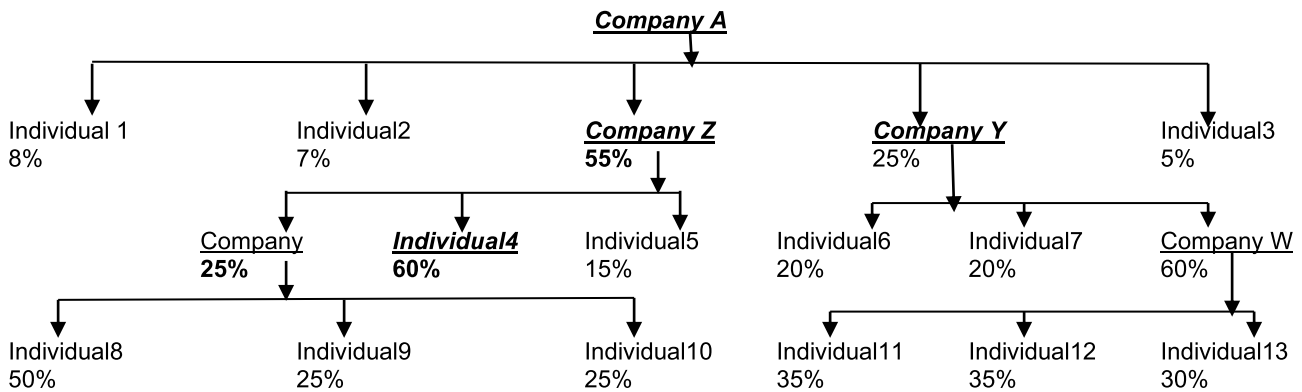 Company A
Individual 1 Individual2 Company Z Company Y Individual3
8% 7% 55% 25% 5%
Company Individual4 Individual5 Individual6 Individual7 Company W
25% 60% 15% 20% 20% 60%
Individual8 Individual9 Individual10 Individual11 Individual12 Individual13
50% 25% 25% 35% 35% 30%